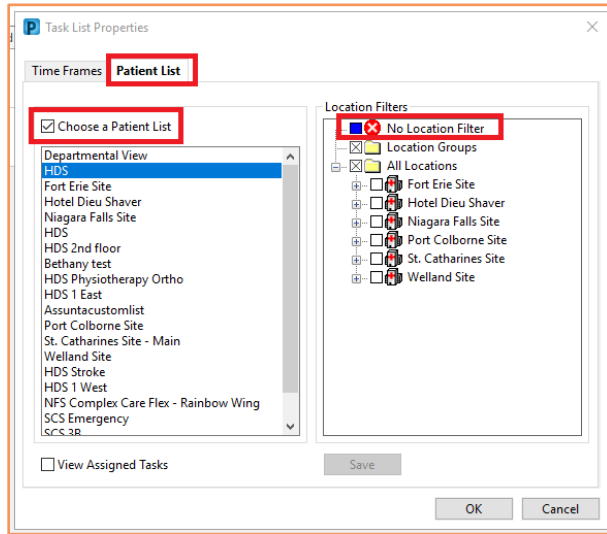 Task List Properties
Time Frames
Patient List
Choose a Patient List
Departmental View
HDS
Fort Erie Site
Hotel Dieu Shaver
Niagara Falls Site
HDS
HDS 2nd floor
Bethany test
HDS Physiotherapy Ortho
HDS 1 East
Assuntacustomlist
Port Colborne Site
St. Catharines Site - Main
Welland Site
HDS Stroke
HDS 1 West
NFS Complex Care Flex - Rainbow Wing
SCS Emergency
SCS 3B
View Assigned Tasks
Location Filters
No Location Filter
Location Groups
All Locations
Fort Erie Site
Hotel Dieu Shaver
Niagara Falls Site
Port Colborne Site
St. Catharines Site
Welland Site
Save
OK
Cancel